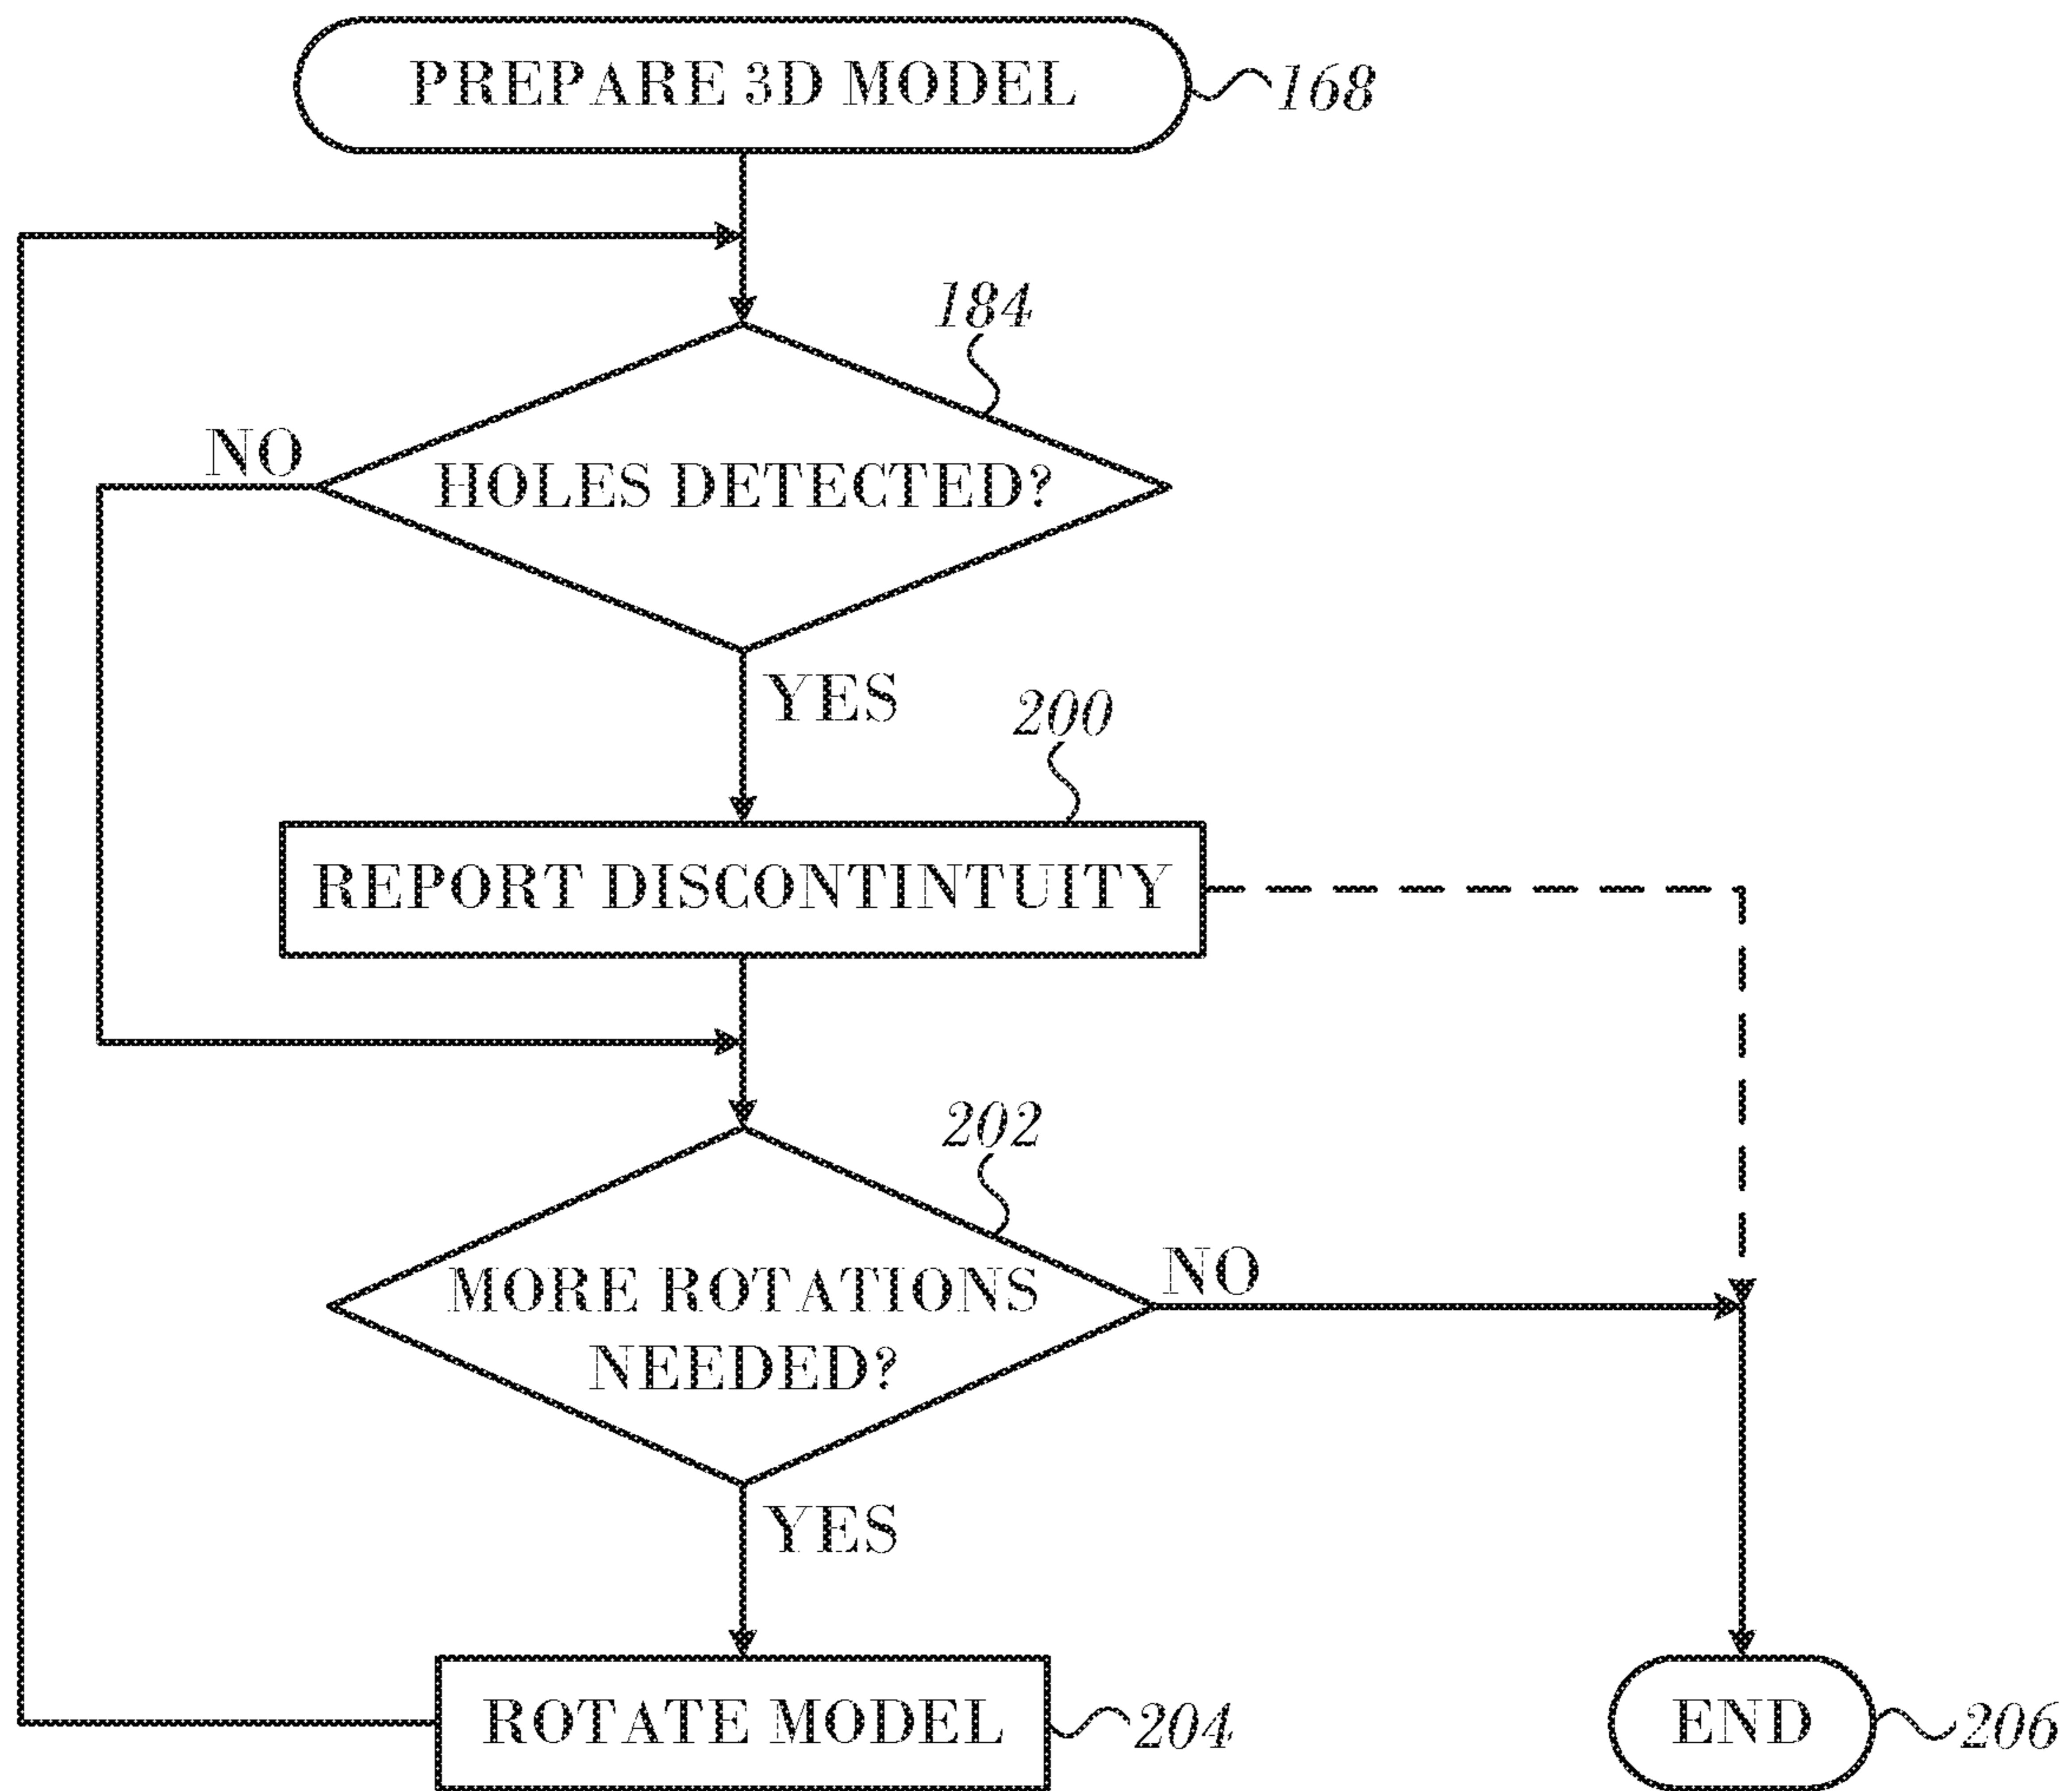 PREPARE 3D MODEL
168
184
NO
HOLES DETECTED?
YES
200
REPORT DISCONTINTUITY
202
NO
MORE ROTATIONS
NEEDED?
YES
ROTATE MODEL
204
END
206